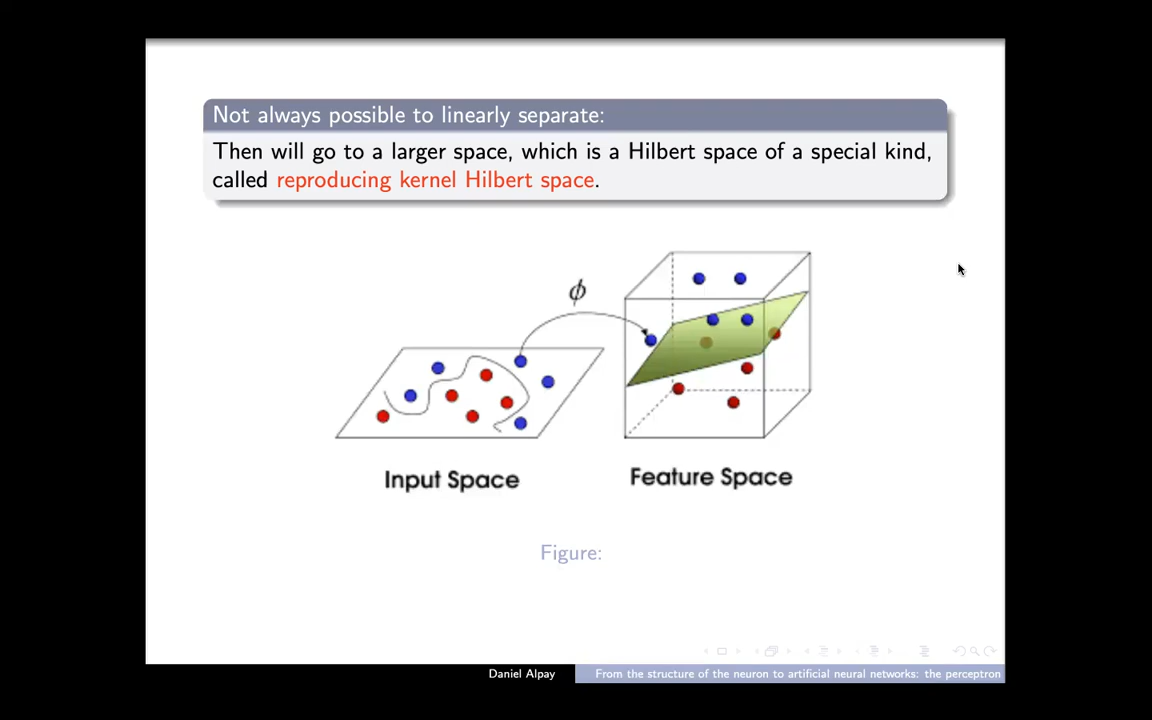 Not always possible to linearly separate:
Then will go to a larger space, which is a Hilbert space of a special kind,
called reproducing kernel Hilbert space.
ϕ
Input Space
Feature Space
Figure:
Daniel Alpay
From the structure of the neuron to artificial neural networks: the perceptron